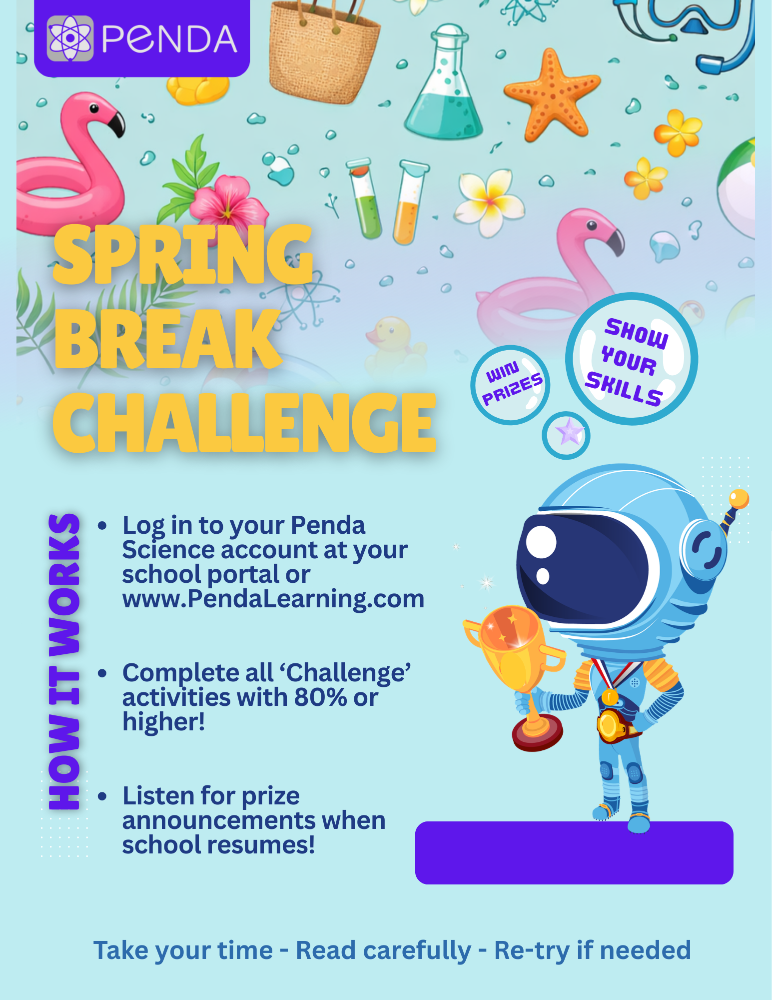 PENDA
SPRING
BREAK
CHALLENGE
WIN
PRIZES
SHOW
YOUR
SKILLS
HOW IT WORKS
• Log in to your Penda
Science account at your
school portal or
www.PendaLearning.com
• Complete all ‘Challenge’
activities with 80% or
higher!
• Listen for prize
announcements when
school resumes!
Take your time - Read carefully - Re-try if needed